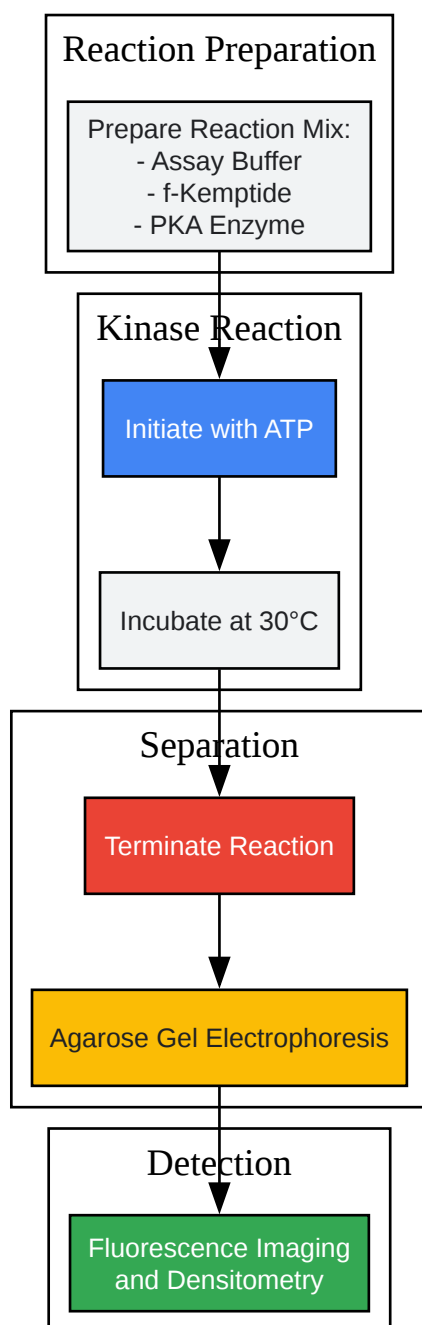 Reaction Preparation
Prepare Reaction Mix:
- Assay Buffer
- f-Kemptide
- PKA Enzyme
Kinase Reaction
Initiate with ATP
Incubate at 30°C
Separation
Terminate Reaction
Agarose Gel Electrophoresis
Detection
Fluorescence Imaging
and Densitometry